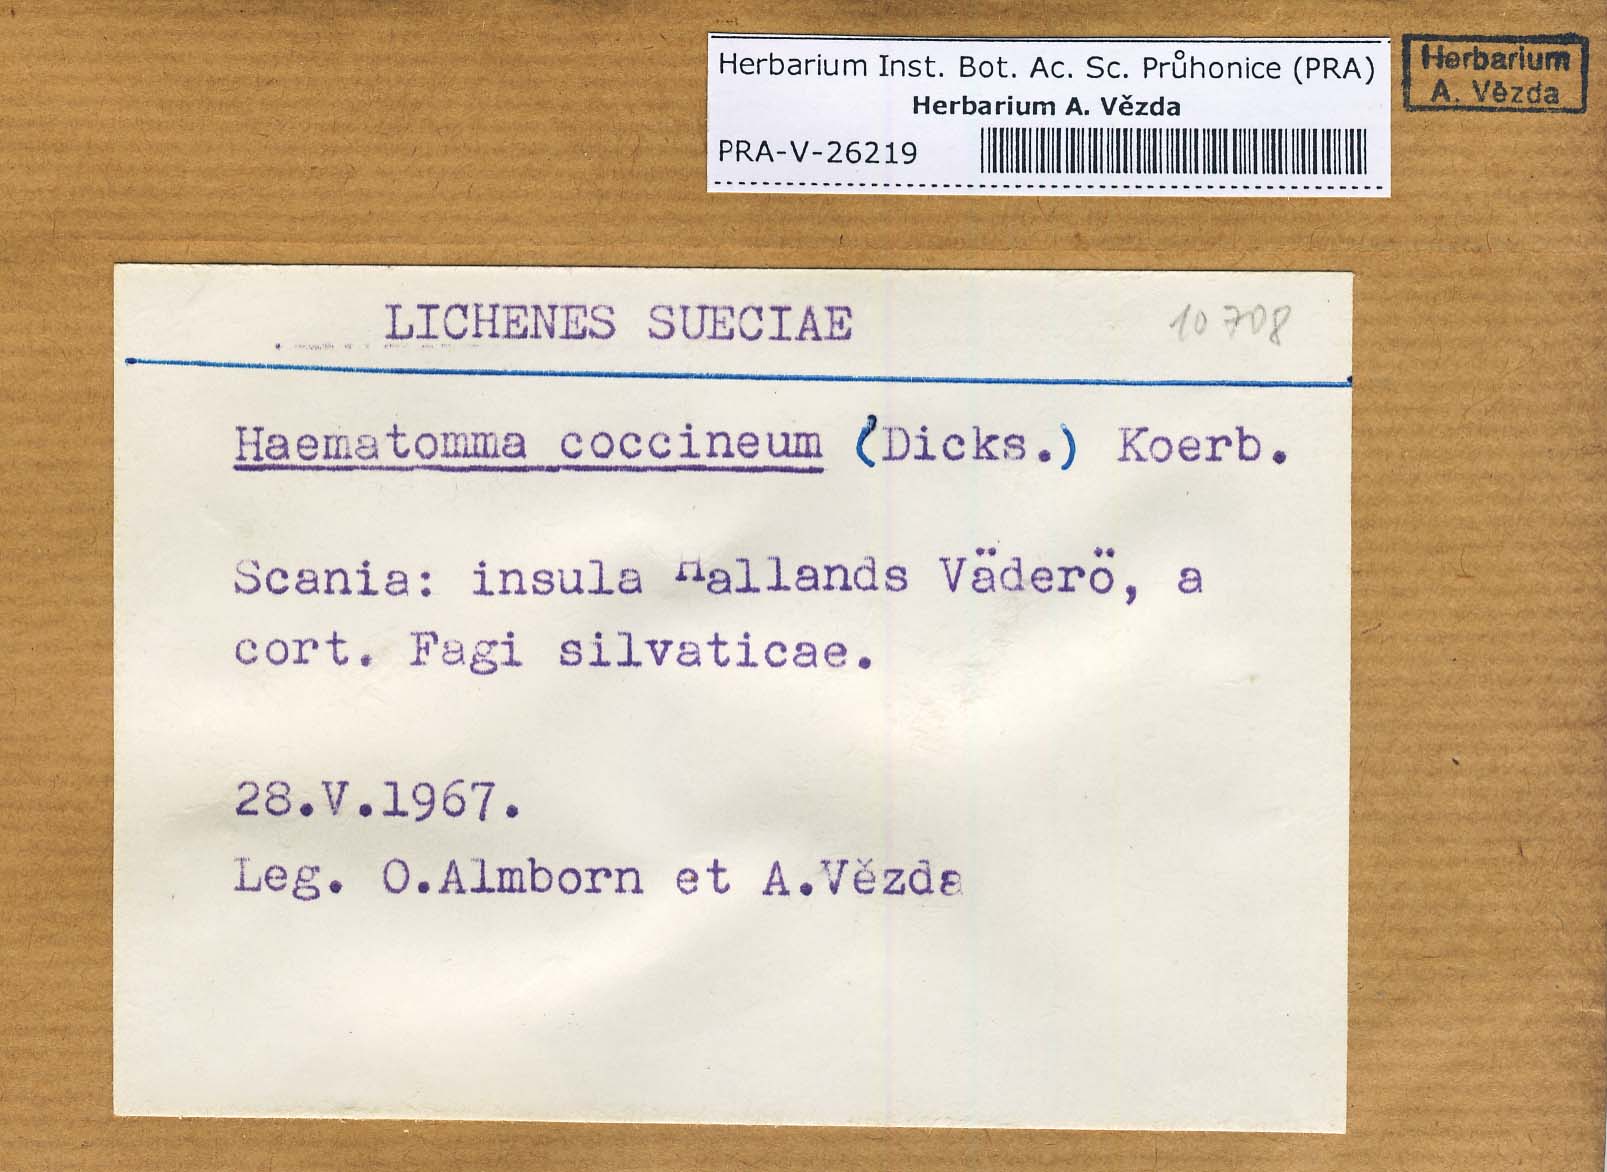 Herbarium Inst. Bot. Ac. Sc. Průhonice (PRA)
Herbarium A. Vězda
PRA-V-26219
Herbarium
A. Vězda
LICHENES SUECIAE
10708
Haematomma coccineum (Dicks.) Koerb.
Scania: insula Hallands Väderö, a
cort. Fagi silvaticae.
28.V.1967.
Leg. O.Almborn et A.Vězda